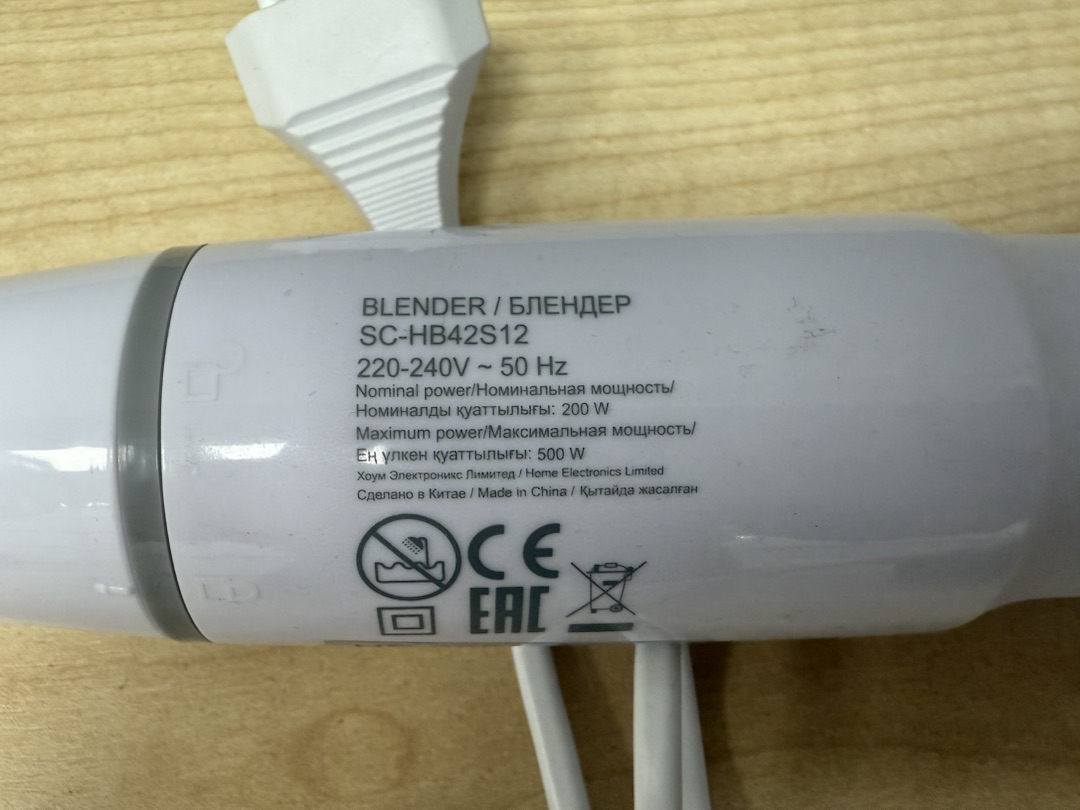 BLENDER / БЛЕНДЕР
SC-HB42S12
220-240V ~ 50 Hz
Nominal power/Номинальная мощность/
Номиналды қуаттылығы: 200 W
Maximum power/Максимальная мощность/
Ең үлкен қуаттылығы: 500 W
Хоум Электроникс Лимитед / Home Electronics Limited
Сделано в Китае / Made in China / Қытайда жасалған
CE
EAC